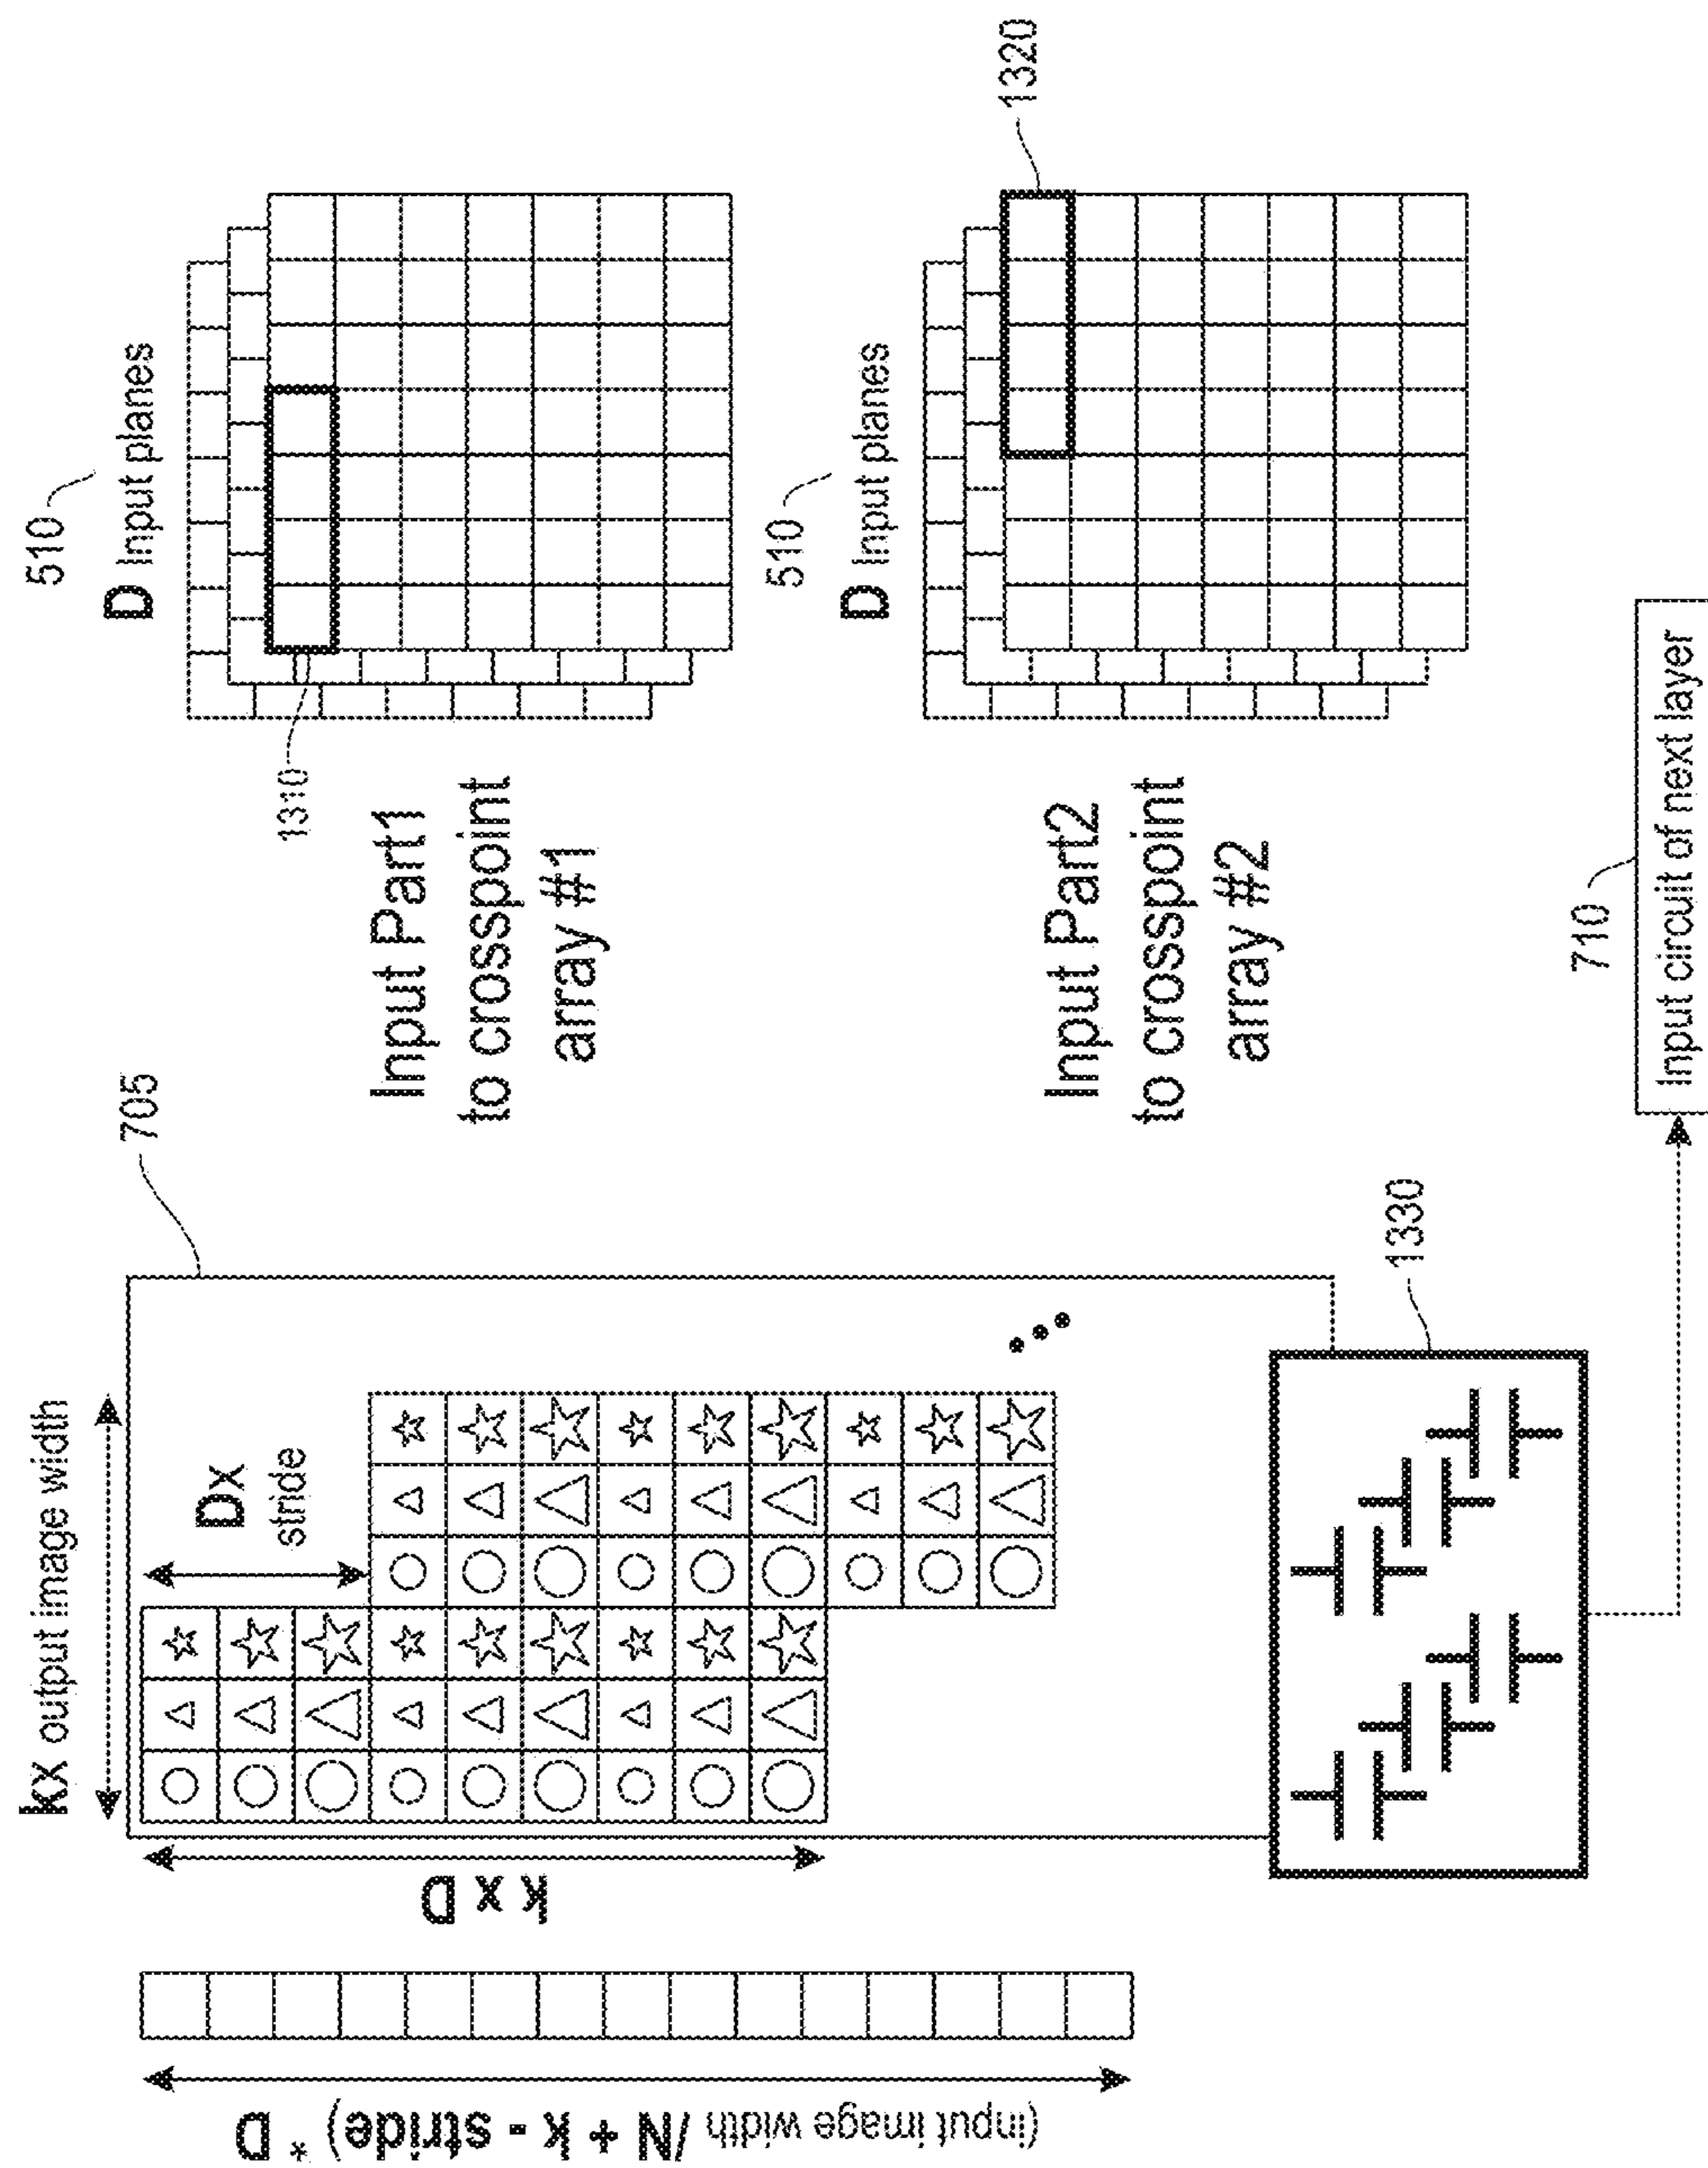 kx output image width
Dx
stride
705
k x D
(input image width /N + k - stride) * D
1330
510
D Input planes
1310
Input Part1
to crosspoint
array #1
510
D Input planes
1320
Input Part2
to crosspoint
array #2
710
Input circuit of next layer